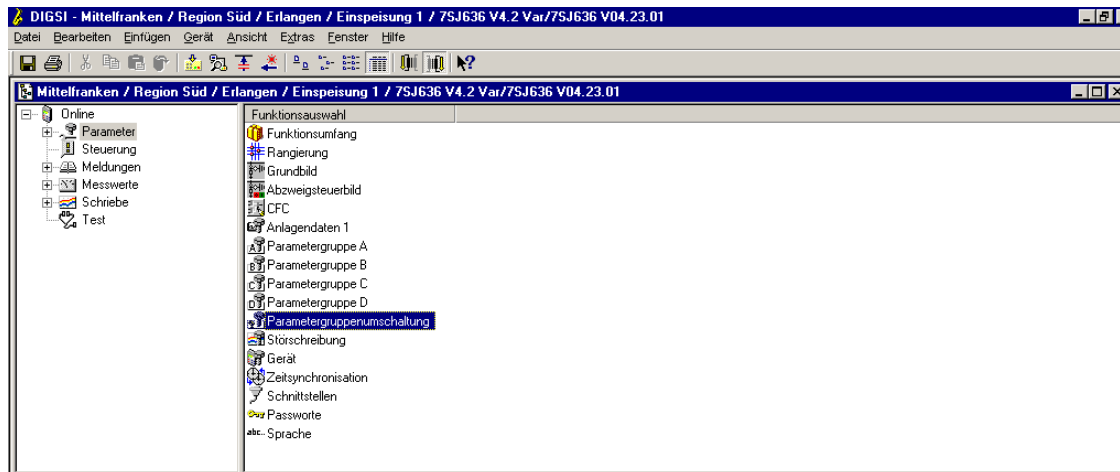 DIGSI - Mittelfranken / Region Süd / Erlangen / Einspeisung 1 / 7SJ636 V4.2 Var/7SJ636 V04.23.01
Datei Bearbeiten Einfügen Gerät Ansicht Extras Fenster Hilfe
Mittelfranken / Region Süd / Erlangen / Einspeisung 1 / 7SJ636 V4.2 Var/7SJ636 V04.23.01
Online
Parameter
Steuerung
Meldungen
Messwerte
Schriebe
Test
Funktionsauswahl
Funktionsumfang
Rangierung
Grundbild
Abzweigsteuerbild
CFC
Anlagendaten 1
Parametergruppe A
Parametergruppe B
Parametergruppe C
Parametergruppe D
Parametergruppenumschaltung
Störschreibung
Gerät
Zeitsynchronisation
Schnittstellen
Passworte
abc.. Sprache